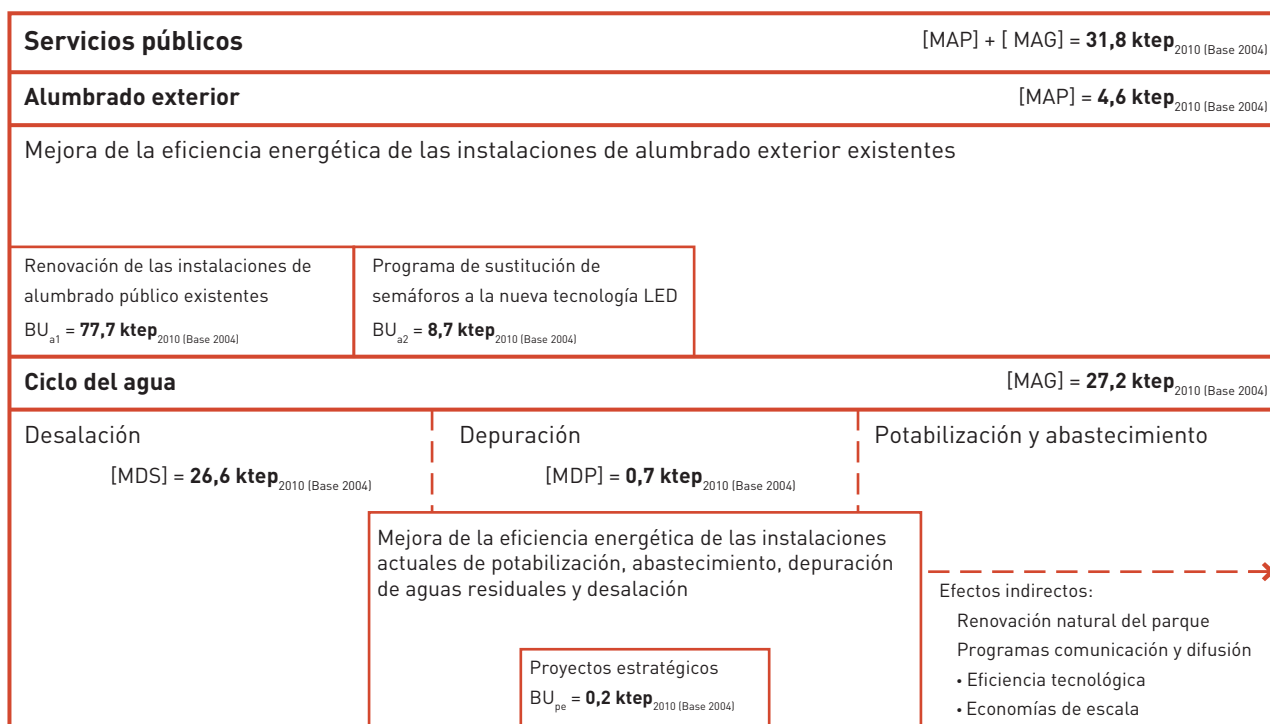 Servicios públicos
[MAP] + [ MAG] = 31,8 ktep2010 (Base 2004)
Alumbrado exterior
[MAP] = 4,6 ktep2010 (Base 2004)
Mejora de la eficiencia energética de las instalaciones de alumbrado exterior existentes
Renovación de las instalaciones de
alumbrado público existentes
BUa1 = 77,7 ktep2010 (Base 2004)
Programa de sustitución de
semáforos a la nueva tecnología LED
BUa2 = 8,7 ktep2010 (Base 2004)
Ciclo del agua
[MAG] = 27,2 ktep2010 (Base 2004)
Desalación
[MDS] = 26,6 ktep2010 (Base 2004)
Depuración
[MDP] = 0,7 ktep2010 (Base 2004)
Potabilización y abastecimiento
Mejora de la eficiencia energética de las instalaciones
actuales de potabilización, abastecimiento, depuración
de aguas residuales y desalación
Proyectos estratégicos
BUpe = 0,2 ktep2010 (Base 2004)
Efectos indirectos:
Renovación natural del parque
Programas comunicación y difusión
• Eficiencia tecnológica
• Economías de escala